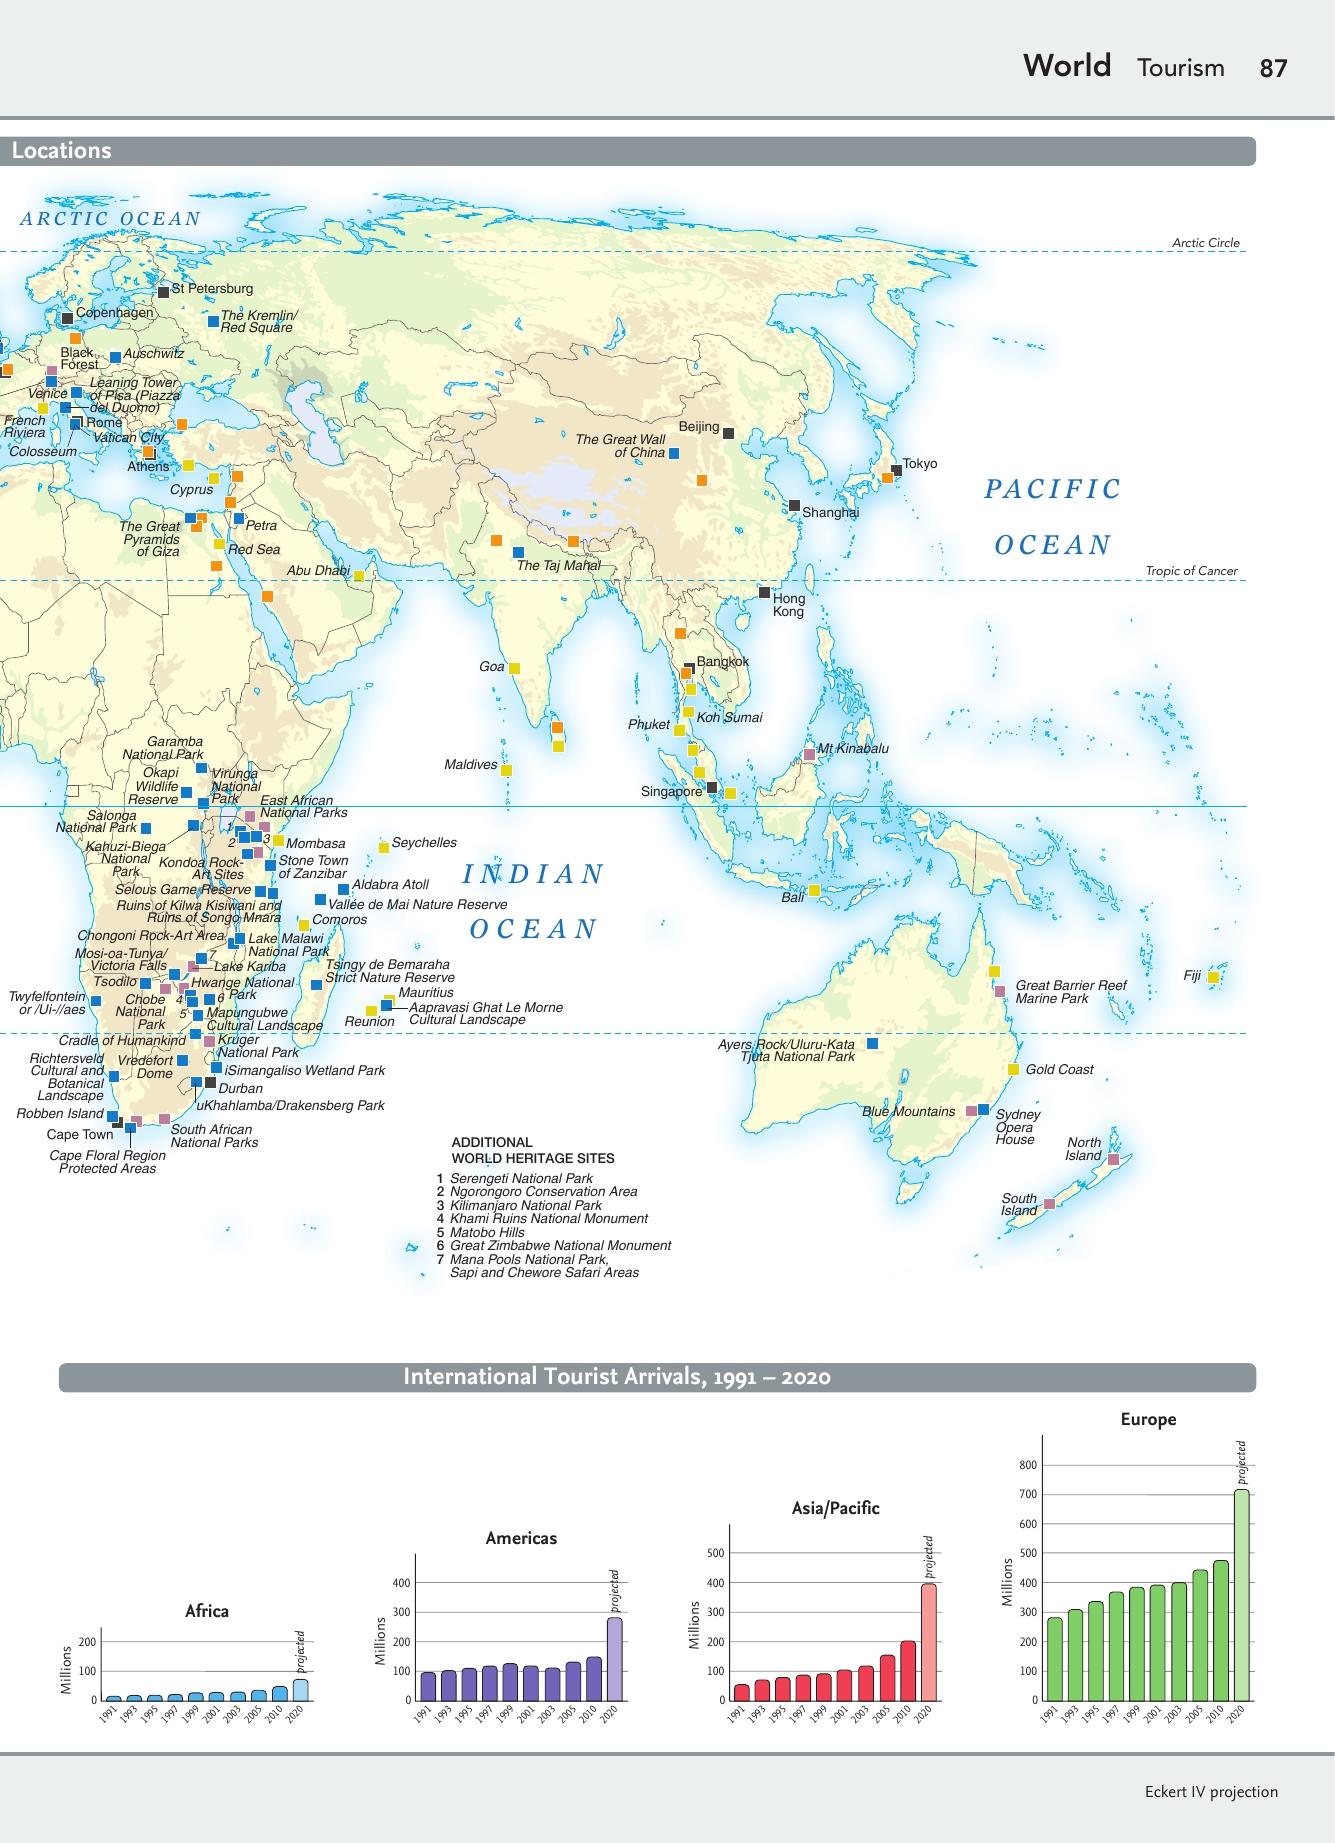 World Tourism 87
Locations
ARCTIC OCEAN
Arctic Circle
St Petersburg
Copenhagen
The Kremlin/
Red Square
Black
Forest
Auschwitz
Venice
Leaning Tower
of Pisa (Piazza
del Duomo)
French
Riviera
Rome
Vatican City
Colosseum
Athens
Cyprus
The Great
Pyramids
of Giza
Petra
Red Sea
Abu Dhabi
Beijing
The Great Wall
of China
Tokyo
Shanghai
PACIFIC
OCEAN
The Taj Mahal
Tropic of Cancer
Hong
Kong
Goa
Bangkok
Koh Sumai
Phuket
Maldives
Mt Kinabalu
Singapore
Garamba
National Park
Okapi
Wildlife
Reserve
Virunga
National
Park
East African
National Parks
Salonga
National Park
1
2
3
Mombasa
Kahuzi-Biega
National
Park
Kondoa Rock-
Art Sites
Stone Town
of Zanzibar
Seychelles
INDIAN
OCEAN
Selous Game Reserve
Aldabra Atoll
Vallée de Mai Nature Reserve
Ruins of Kilwa Kisiwani and
Ruins of Songo Mnara
Comoros
Bali
Chongoni Rock-Art Area
Lake Malawi
National Park
Mosi-oa-Tunya/
Victoria Falls
7
Lake Kariba
Tsingy de Bemaraha
Strict Nature Reserve
Tsodilo
Hwange National
Park
Twyfelfontein
or /Ui-//aes
Chobe
National
Park
4
6
5
Mapungubwe
Cultural Landscape
Mauritius
Aapravasi Ghat Le Morne
Cultural Landscape
Reunion
Fiji
Great Barrier Reef
Marine Park
Cradle of Humankind
Kruger
National Park
Ayers Rock/Uluru-Kata
Tjuta National Park
Richtersveld
Cultural and
Botanical
Landscape
Vredefort
Dome
iSimangaliso Wetland Park
Durban
uKhahlamba/Drakensberg Park
Gold Coast
Robben Island
Cape Town
South African
National Parks
Cape Floral Region
Protected Areas
Blue Mountains
Sydney
Opera
House
North
Island
South
Island
ADDITIONAL
WORLD HERITAGE SITES
1 Serengeti National Park
2 Ngorongoro Conservation Area
3 Kilimanjaro National Park
4 Khami Ruins National Monument
5 Matobo Hills
6 Great Zimbabwe National Monument
7 Mana Pools National Park,
Sapi and Chewore Safari Areas
International Tourist Arrivals, 1991 – 2020
Africa
Millions
200
100
0
projected
1991 1993 1995 1997 1999 2001 2003 2005 2010 2020
Americas
Millions
400
300
200
100
0
projected
1991 1993 1995 1997 1999 2001 2003 2005 2010 2020
Asia/Pacific
Millions
500
400
300
200
100
0
projected
1991 1993 1995 1997 1999 2001 2003 2005 2010 2020
Europe
Millions
800
700
600
500
400
300
200
100
0
projected
1991 1993 1995 1997 1999 2001 2003 2005 2010 2020
Eckert IV projection